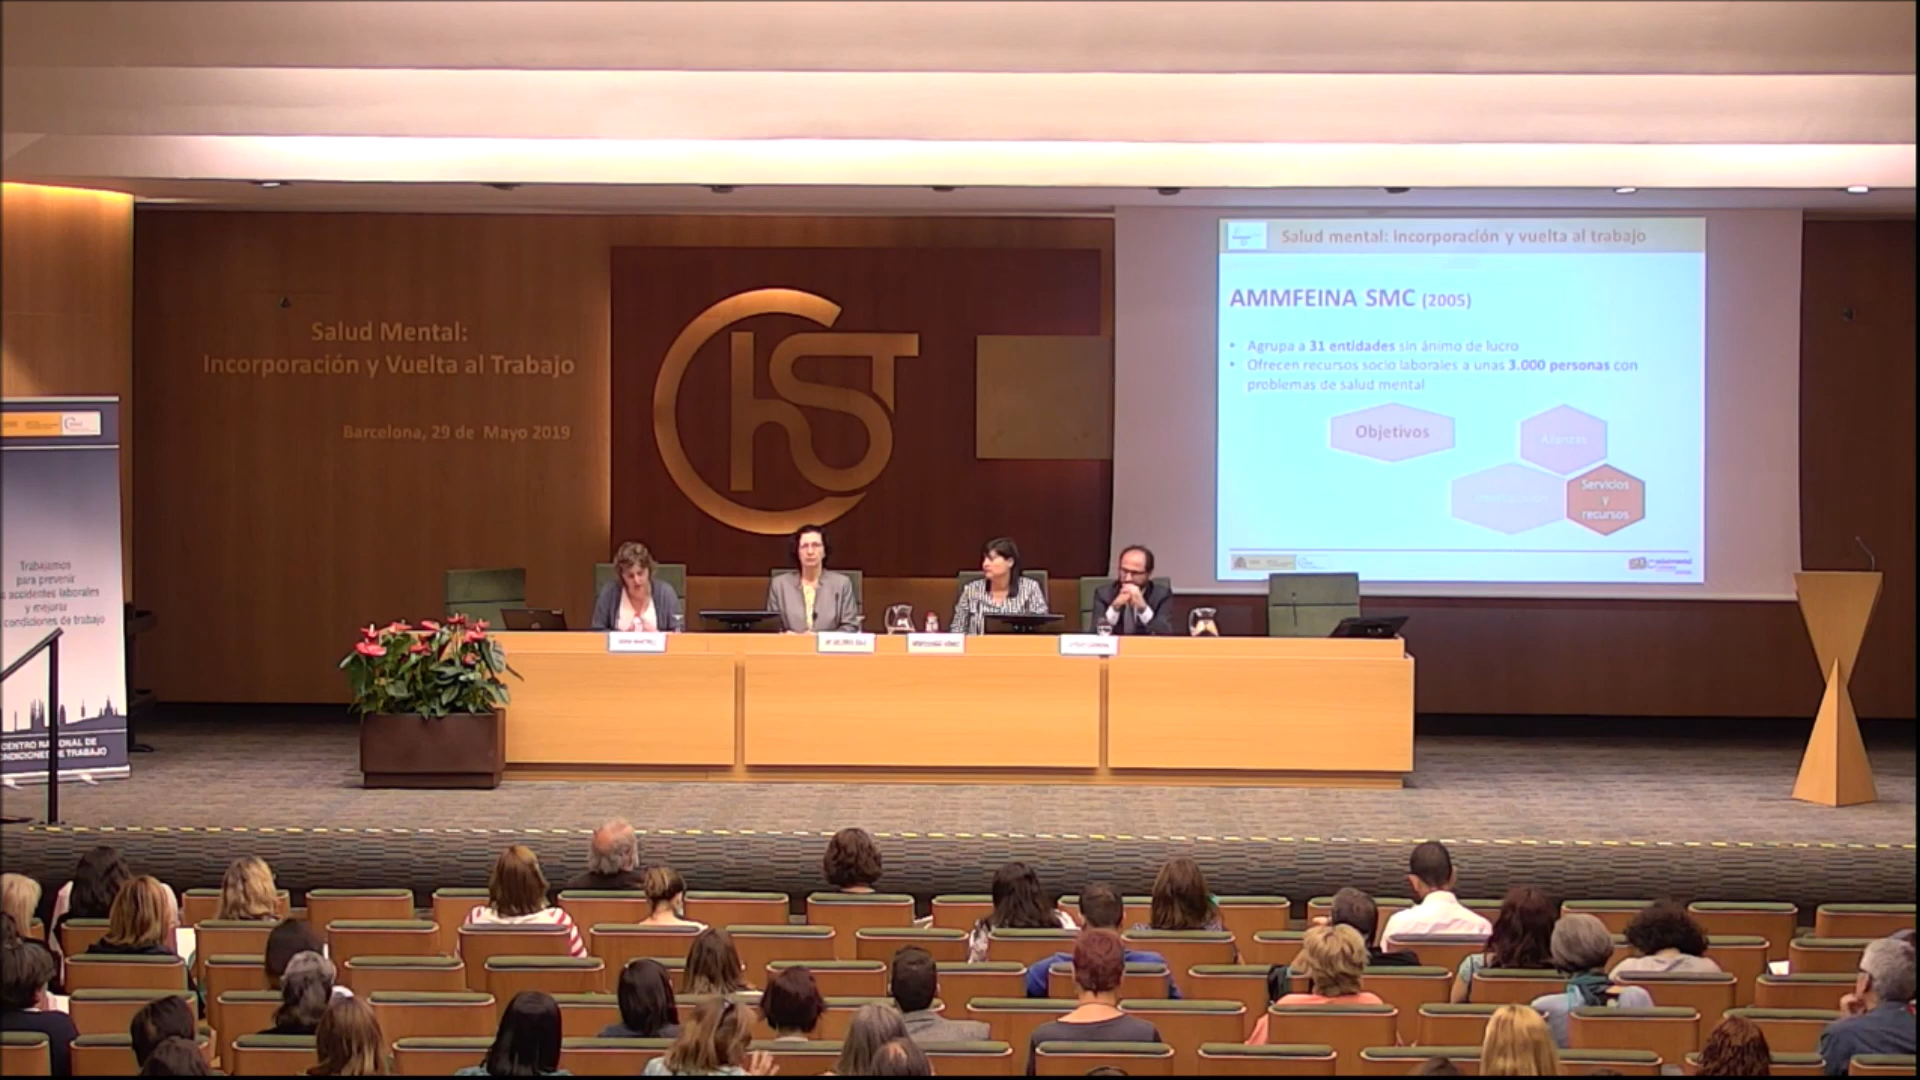 Salud Mental:
Incorporación y Vuelta al Trabajo
Barcelona, 29 de Mayo 2019
Salud mental: incorporación y vuelta al trabajo
AMMFEINA SMC (2005)
• Agrupa a 31 entidades sin ánimo de lucro
• Ofrecen recursos socio laborales a unas 3.000 personas con
problemas de salud mental
Objetivos
Alianzas
Servicios
y
recursos
Trabajamos
para prevenir
accidentes laborales
y mejorar
condiciones de trabajo
CENTRO NACIONAL DE
CONDICIONES DE TRABAJO